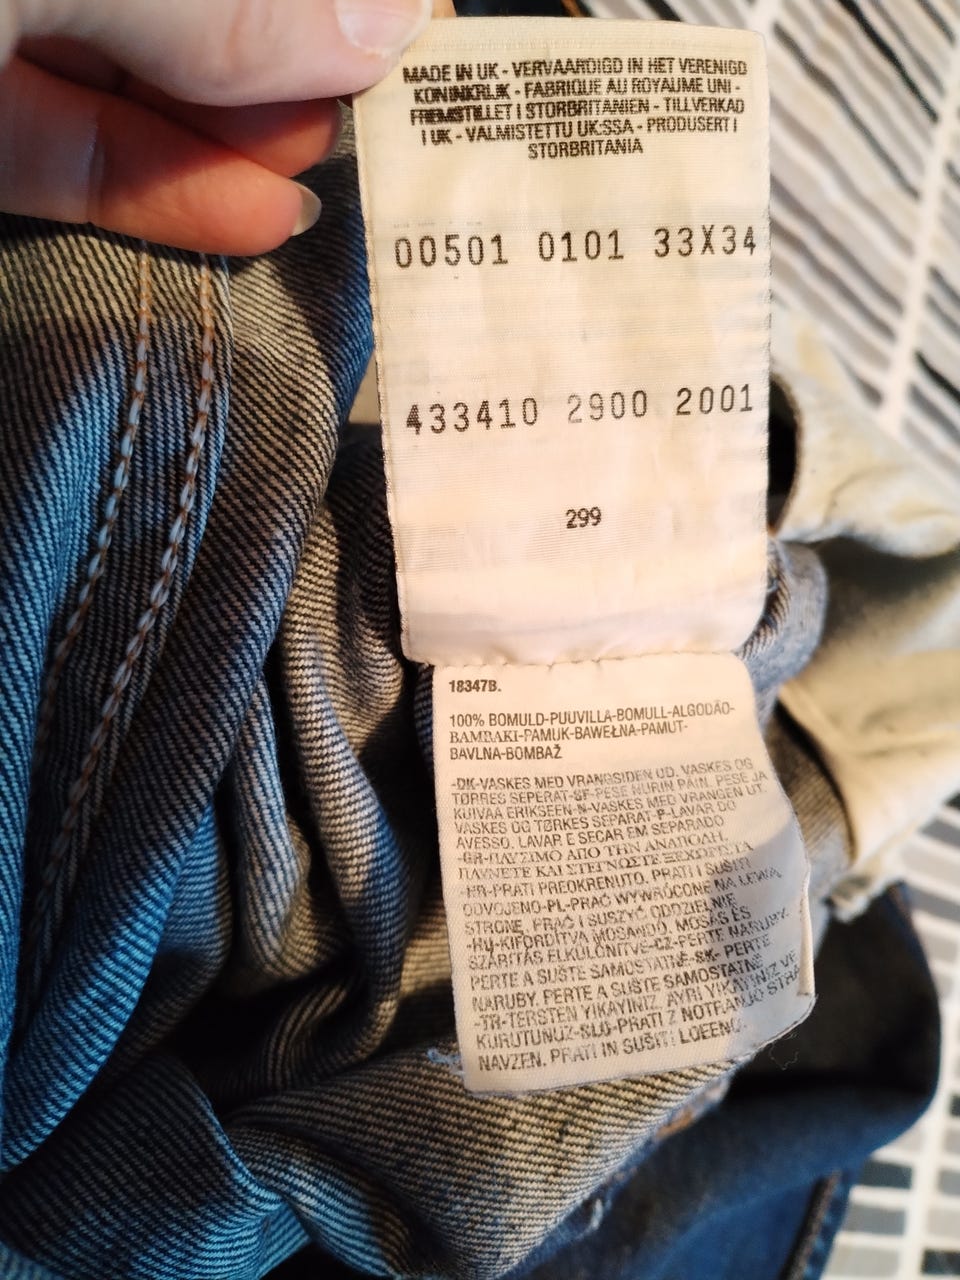 MADE IN UK - VERVAARDIGD IN HET VERENIGD
KONINKRIJK - FABRIQUE AU ROYAUME UNI -
FREMSTILLET I STORBRITANIEN - TILLVERKAD
I UK - VALMISTETTU UK:SSA - PRODUSERT I
STORBRITANIA
00501 0101 33X34
433410 2900 2001
299
18347B.
100% BOMULD-PUUVILLA-BOMULL-ALGODÃO-
BAMBAKI-PAMUK-BAWEŁNA-PAMUT-
BAVLNA-BOMBAŽ
-DK-VASKES MED VRANGSIDEN UD. VASKES OG
TØRRES SEPERAT-SF-PESE NURIN PÄIN. PESE JA
KUIVAA ERIKSEEN-N-VASKES MED VRANGEN UT.
VASKES OG TØRKES SEPARAT-P-LAVAR DO
AVESSO. LAVAR E SECAR EM SEPARADO
-GR-ΠΛΥΣΙΜΟ ΑΠΟ ΤΗΝ ΑΝΑΠΟΔΗ.
ΠΛΥΝΕΤΕ ΚΑΙ ΣΤΕΓΝΩΣΤΕ ΞΕΧΩΡΙΣΤΑ
-HR-PRATI PREOKRENUTO. PRATI I SUŠITI
ODVOJENO-PL-PRAĆ WYWRÓCONE NA LEWĄ
STRONĘ. PRAĆ I SUSZYĆ ODDZIELNIE
-HU-KIFORDÍTVA MOSANDÓ. MOSÁS ÉS
SZÁRÍTÁS ELKÜLÖNÍTVE-CZ-PERTE NARUBY.
PERTE A SUŠTE SAMOSTATNĚ-SK- PERTE
NARUBY. PERTE A SUŠTE SAMOSTATNE
-TR-TERSTEN YIKAYINIZ. AYRI YIKAYINIZ VE
KURUTUNUZ-SLO-PRATI Z NOTRANJO STRA
NAVZEN. PRATI IN SUŠITI LOEENO.